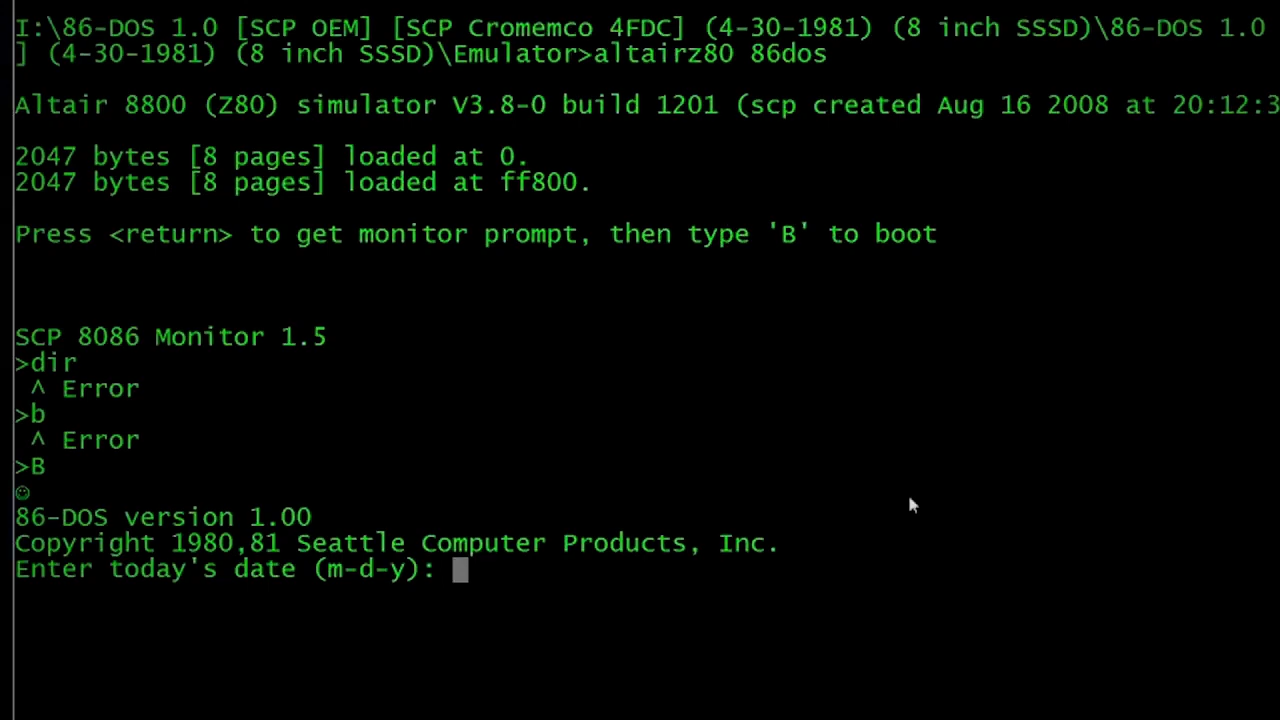 I:\86-DOS 1.0 [SCP OEM] [SCP Cromemco 4FDC] (4-30-1981) (8 inch SSSD)\86-DOS 1.0
] (4-30-1981) (8 inch SSSD)\Emulator>altairz80 86dos
Altair 8800 (Z80) simulator V3.8-0 build 1201 (scp created Aug 16 2008 at 20:12:3
2047 bytes [8 pages] loaded at 0.
2047 bytes [8 pages] loaded at ff800.
Press <return> to get monitor prompt, then type 'B' to boot
SCP 8086 Monitor 1.5
>dir
^ Error
>b
^ Error
>B
☺
86-DOS version 1.00
Copyright 1980,81 Seattle Computer Products, Inc.
Enter today's date (m-d-y):